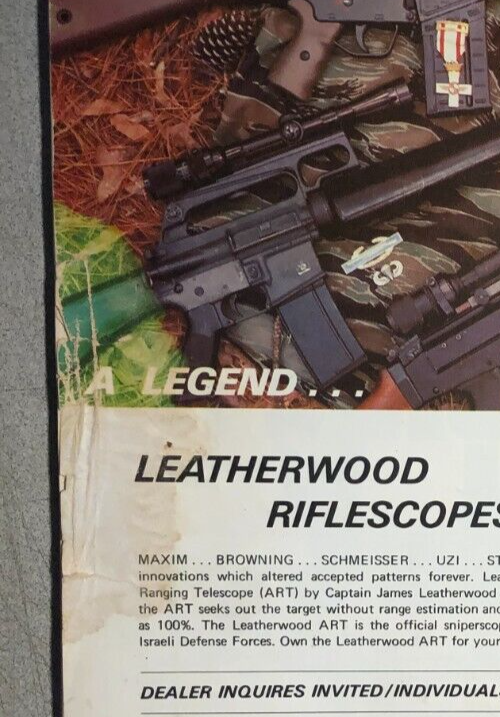 A LEGEND . . .
LEATHERWOOD
RIFLESCOPES
MAXIM . . . BROWNING . . . SCHMEISSER . . . UZI . . . ST
innovations which altered accepted patterns forever. Lea
Ranging Telescope (ART) by Captain James Leatherwood
the ART seeks out the target without range estimation and
as 100%. The Leatherwood ART is the official sniperscop
Israeli Defense Forces. Own the Leatherwood ART for your
DEALER INQUIRES INVITED/INDIVIDUALS